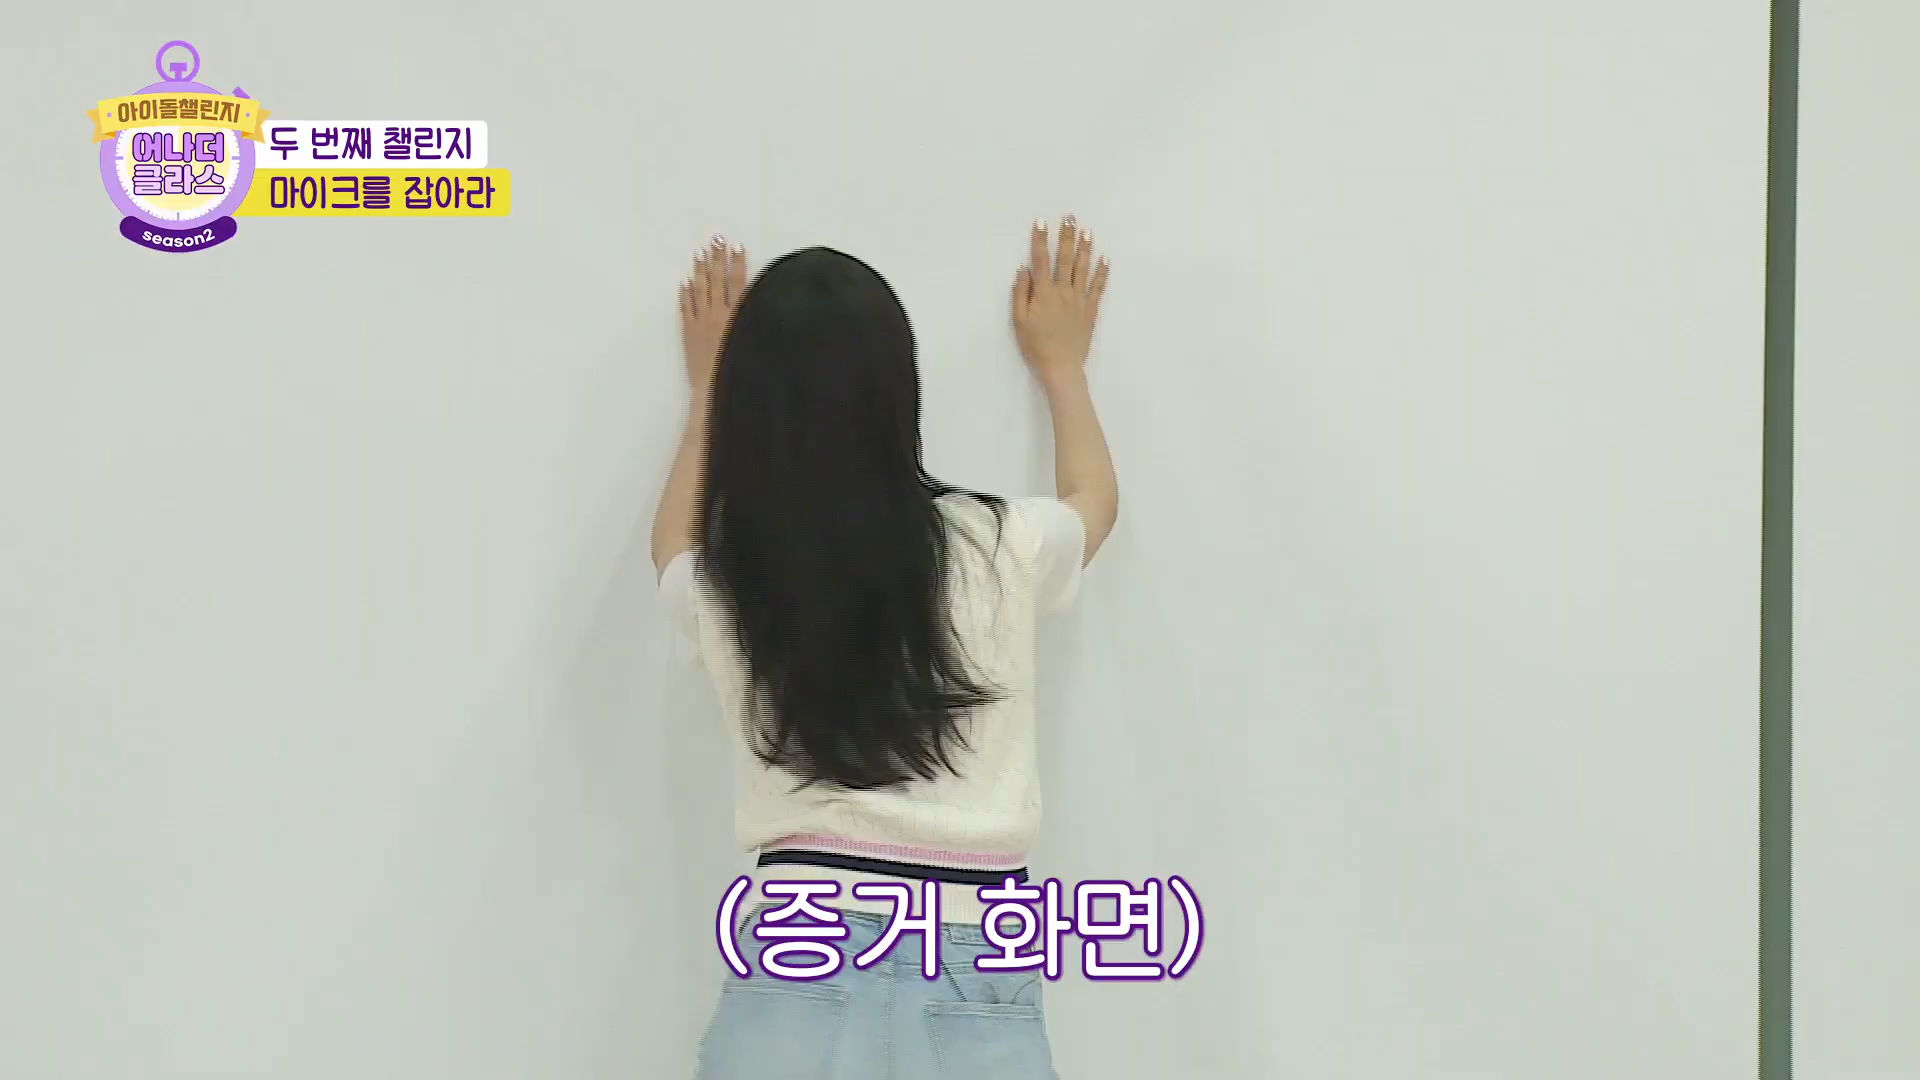 아이돌챌린지
어나더
클라스
season2
두 번째 챌린지
마이크를 잡아라
(증거 화면)